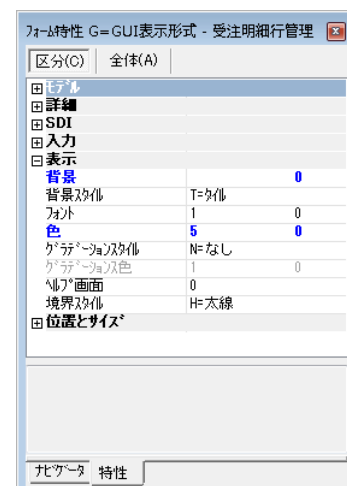 ﾌｫｰﾑ特性 G=GUI表示形式 - 受注明細行管理
区分(C) 全体(A)
ﾓﾃﾞﾙ
詳細
SDI
入力
表示
背景 0
背景ｽﾀｲﾙ T=ﾀｲﾙ
ﾌｫﾝﾄ 1 0
色 5 0
ｸﾞﾗﾃﾞｰｼｮﾝｽﾀｲﾙ N=なし
ｸﾞﾗﾃﾞｰｼｮﾝ色 1 0
ﾍﾙﾌﾟ画面 0
境界ｽﾀｲﾙ H=太線
位置とｻｲｽﾞ
ﾅﾋﾞｹﾞｰﾀ 特性